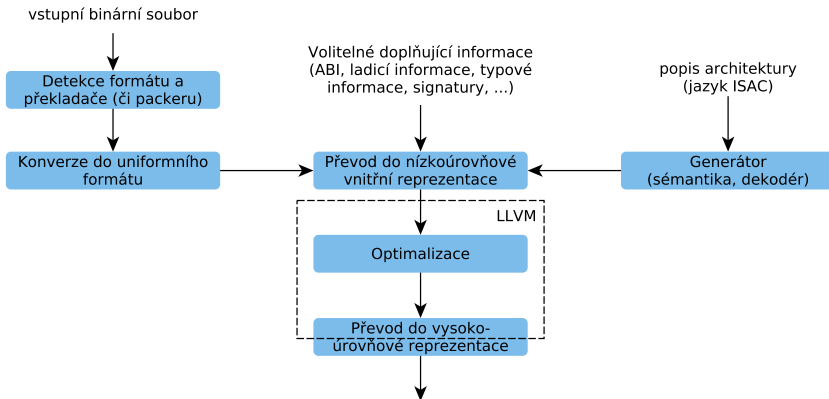 vstupní binární soubor
Detekce formátu a
překladače (či packeru)
Konverze do uniformního
formátu
Volitelné doplňující informace
(ABI, ladicí informace, typové
informace, signatury, ...)
Převod do nízkoúrovňové
vnitřní reprezentace
popis architektury
(jazyk ISAC)
Generátor
(sémantika, dekodér)
LLVM
Optimalizace
Převod do vysoko-
úrovňové reprezentace